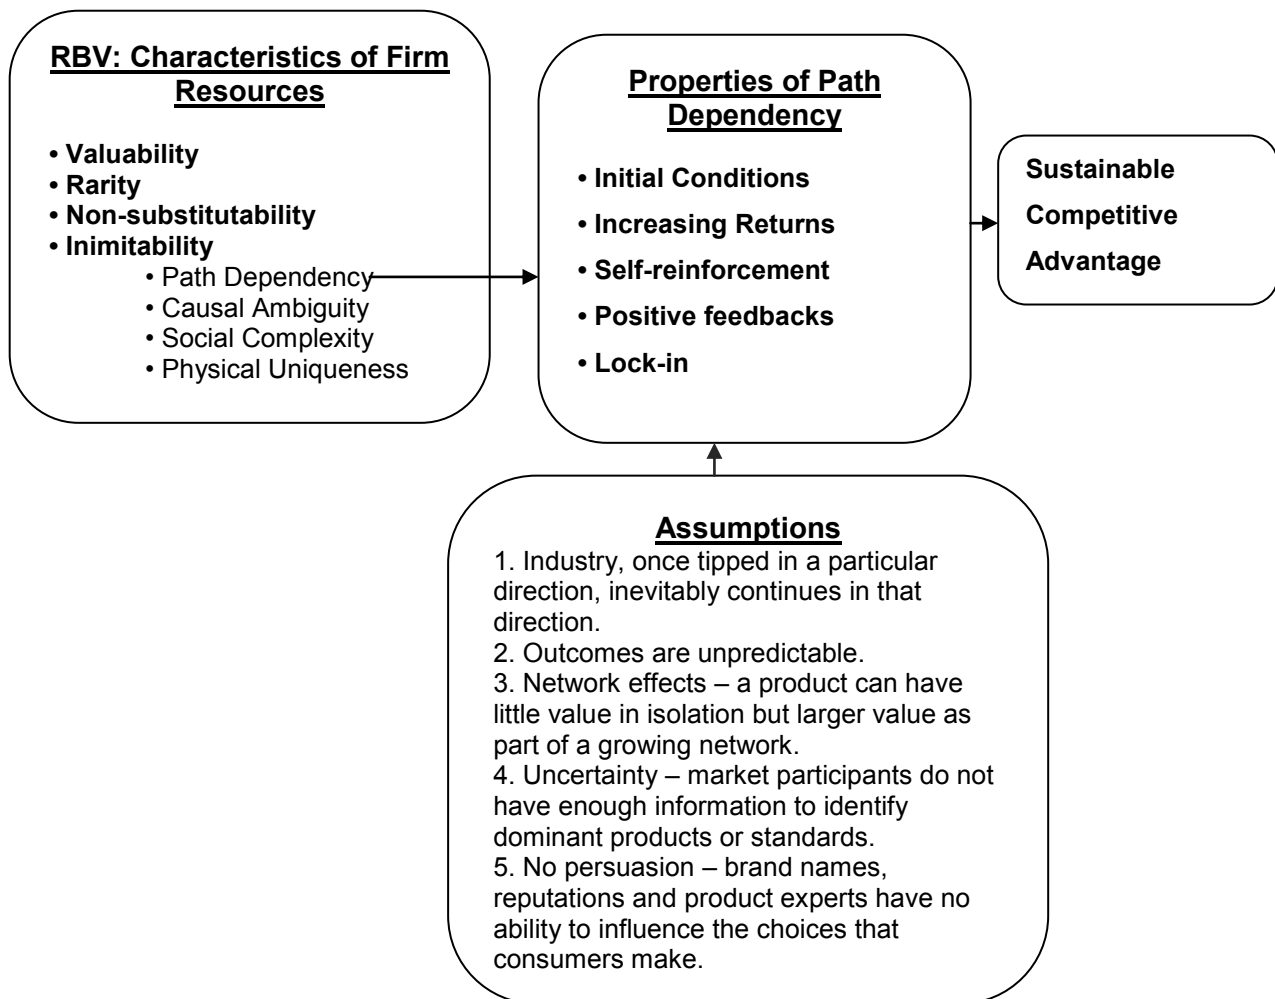 RBV: Characteristics of Firm
Resources
• Valuability
• Rarity
• Non-substitutability
• Inimitability
• Path Dependency
• Causal Ambiguity
• Social Complexity
• Physical Uniqueness
Properties of Path
Dependency
• Initial Conditions
• Increasing Returns
• Self-reinforcement
• Positive feedbacks
• Lock-in
Sustainable
Competitive
Advantage
Assumptions
1. Industry, once tipped in a particular
direction, inevitably continues in that
direction.
2. Outcomes are unpredictable.
3. Network effects – a product can have
little value in isolation but larger value as
part of a growing network.
4. Uncertainty – market participants do not
have enough information to identify
dominant products or standards.
5. No persuasion – brand names,
reputations and product experts have no
ability to influence the choices that
consumers make.